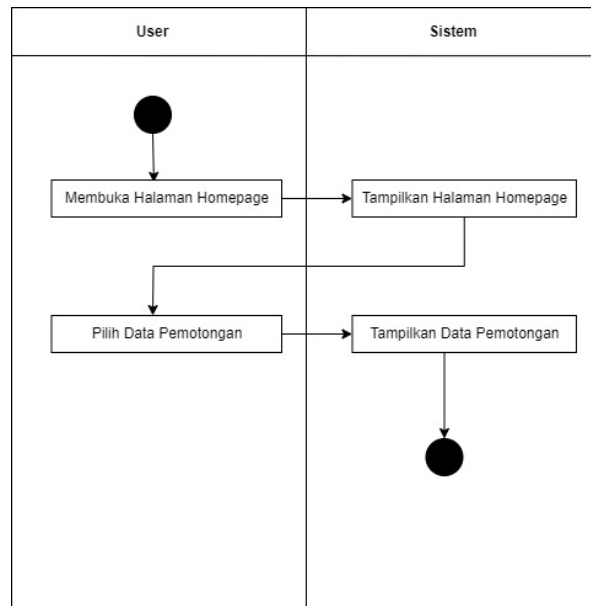 User
Sistem
Membuka Halaman Homepage
Tampilkan Halaman Homepage
Pilih Data Pemotongan
Tampilkan Data Pemotongan